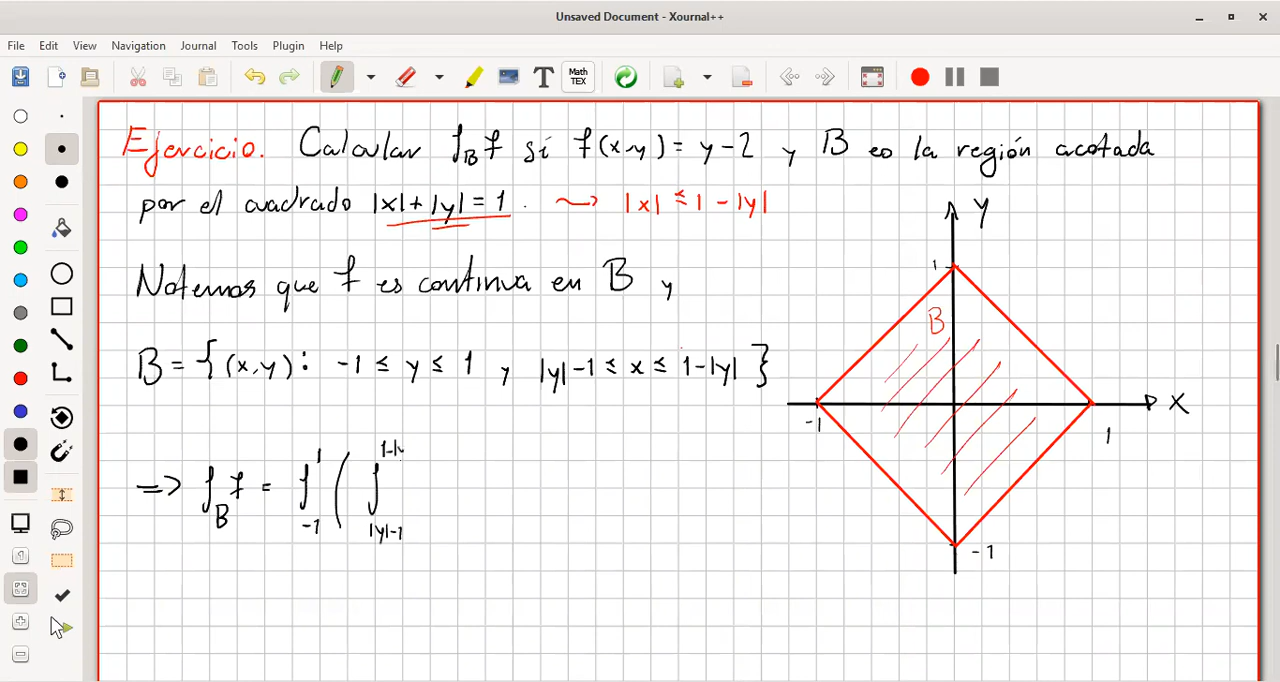 Unsaved Document - Xournal++
File Edit View Navigation Journal Tools Plugin Help
Math TEX
Ejercicio. Calcular ∫_B f si f(x,y) = y-2 y B es la región acotada
por el cuadrado |x|+|y|=1. ⇝ |x| ≤ 1-|y|
Y
1
Notemos que f es continua en B y
B
B = {(x,y): -1 ≤ y ≤ 1 y |y|-1 ≤ x ≤ 1-|y|}
X
-1
1
⇒ ∫_B f = ∫_{-1}^{1} ( ∫_{|y|-1}^{1-|
-1